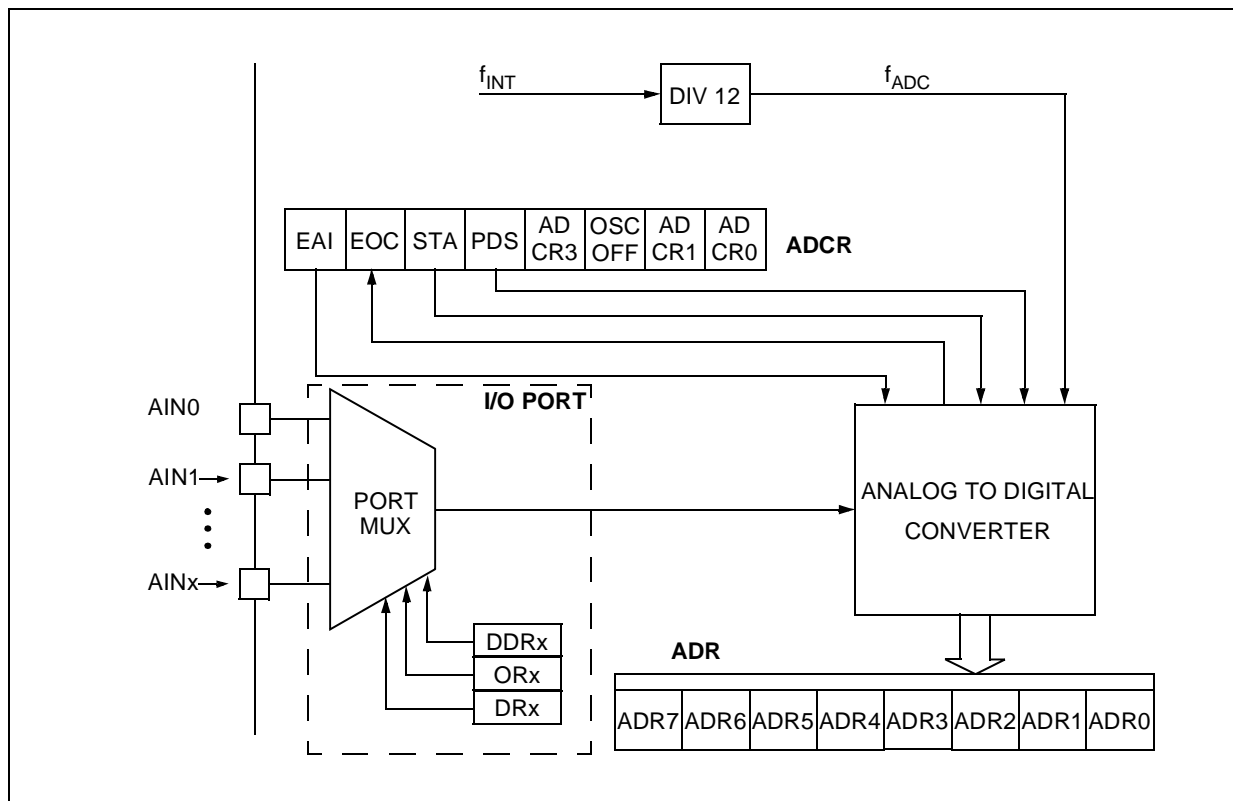 fINT
DIV 12
fADC
EAI
EOC
STA
PDS
AD
CR3
OSC
OFF
AD
CR1
AD
CR0
ADCR
I/O PORT
AIN0
AIN1
AINx
PORT
MUX
ANALOG TO DIGITAL
CONVERTER
DDRx
ORx
DRx
ADR
ADR7
ADR6
ADR5
ADR4
ADR3
ADR2
ADR1
ADR0